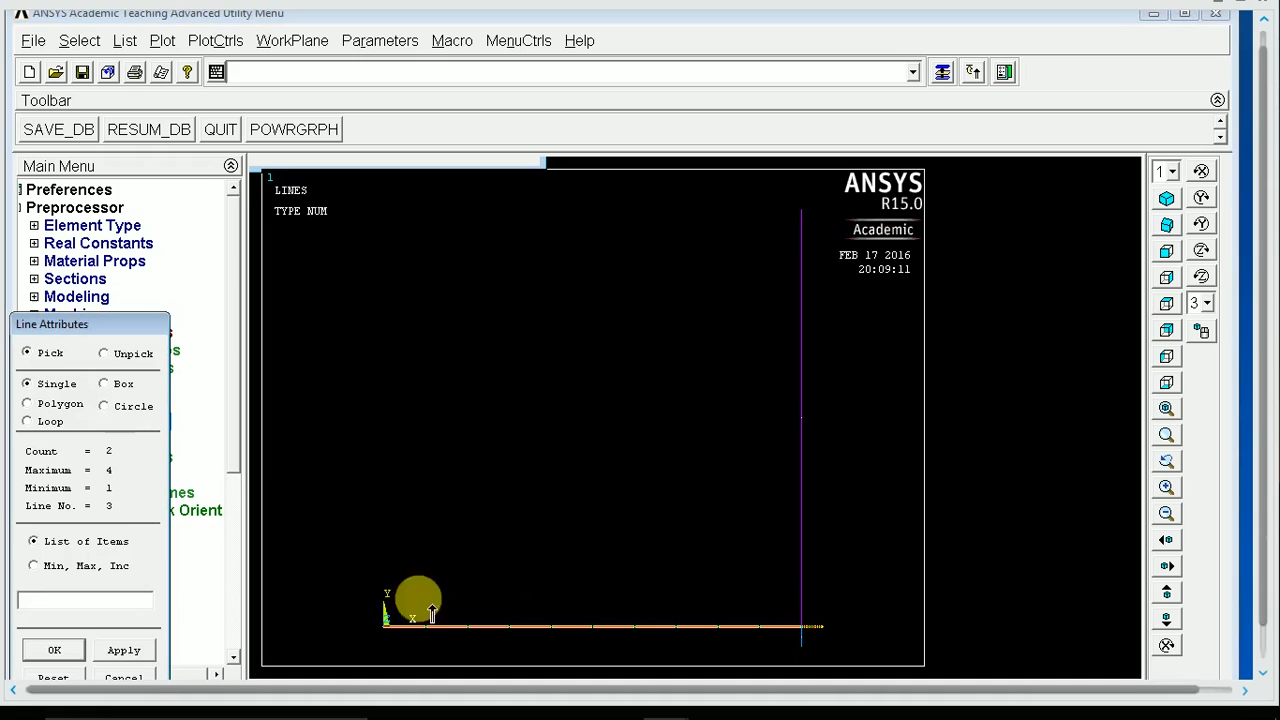 ANSYS Academic Teaching Advanced Utility Menu
File Select List Plot PlotCtrls WorkPlane Parameters Macro MenuCtrls Help
Toolbar
SAVE_DB RESUM_DB QUIT POWRGRPH
Main Menu
Preferences
Preprocessor
Element Type
Real Constants
Material Props
Sections
Modeling
Line Attributes
Pick Unpick
Single Box
Polygon Circle
Loop
Count = 2
Maximum = 4
Minimum = 1
Line No. = 3
List of Items
Min, Max, Inc
OK Apply
Reset Cancel
ps
s
s
nes
k Orient
1
LINES
TYPE NUM
ANSYS
R15.0
Academic
FEB 17 2016
20:09:11
Y
X
1
3